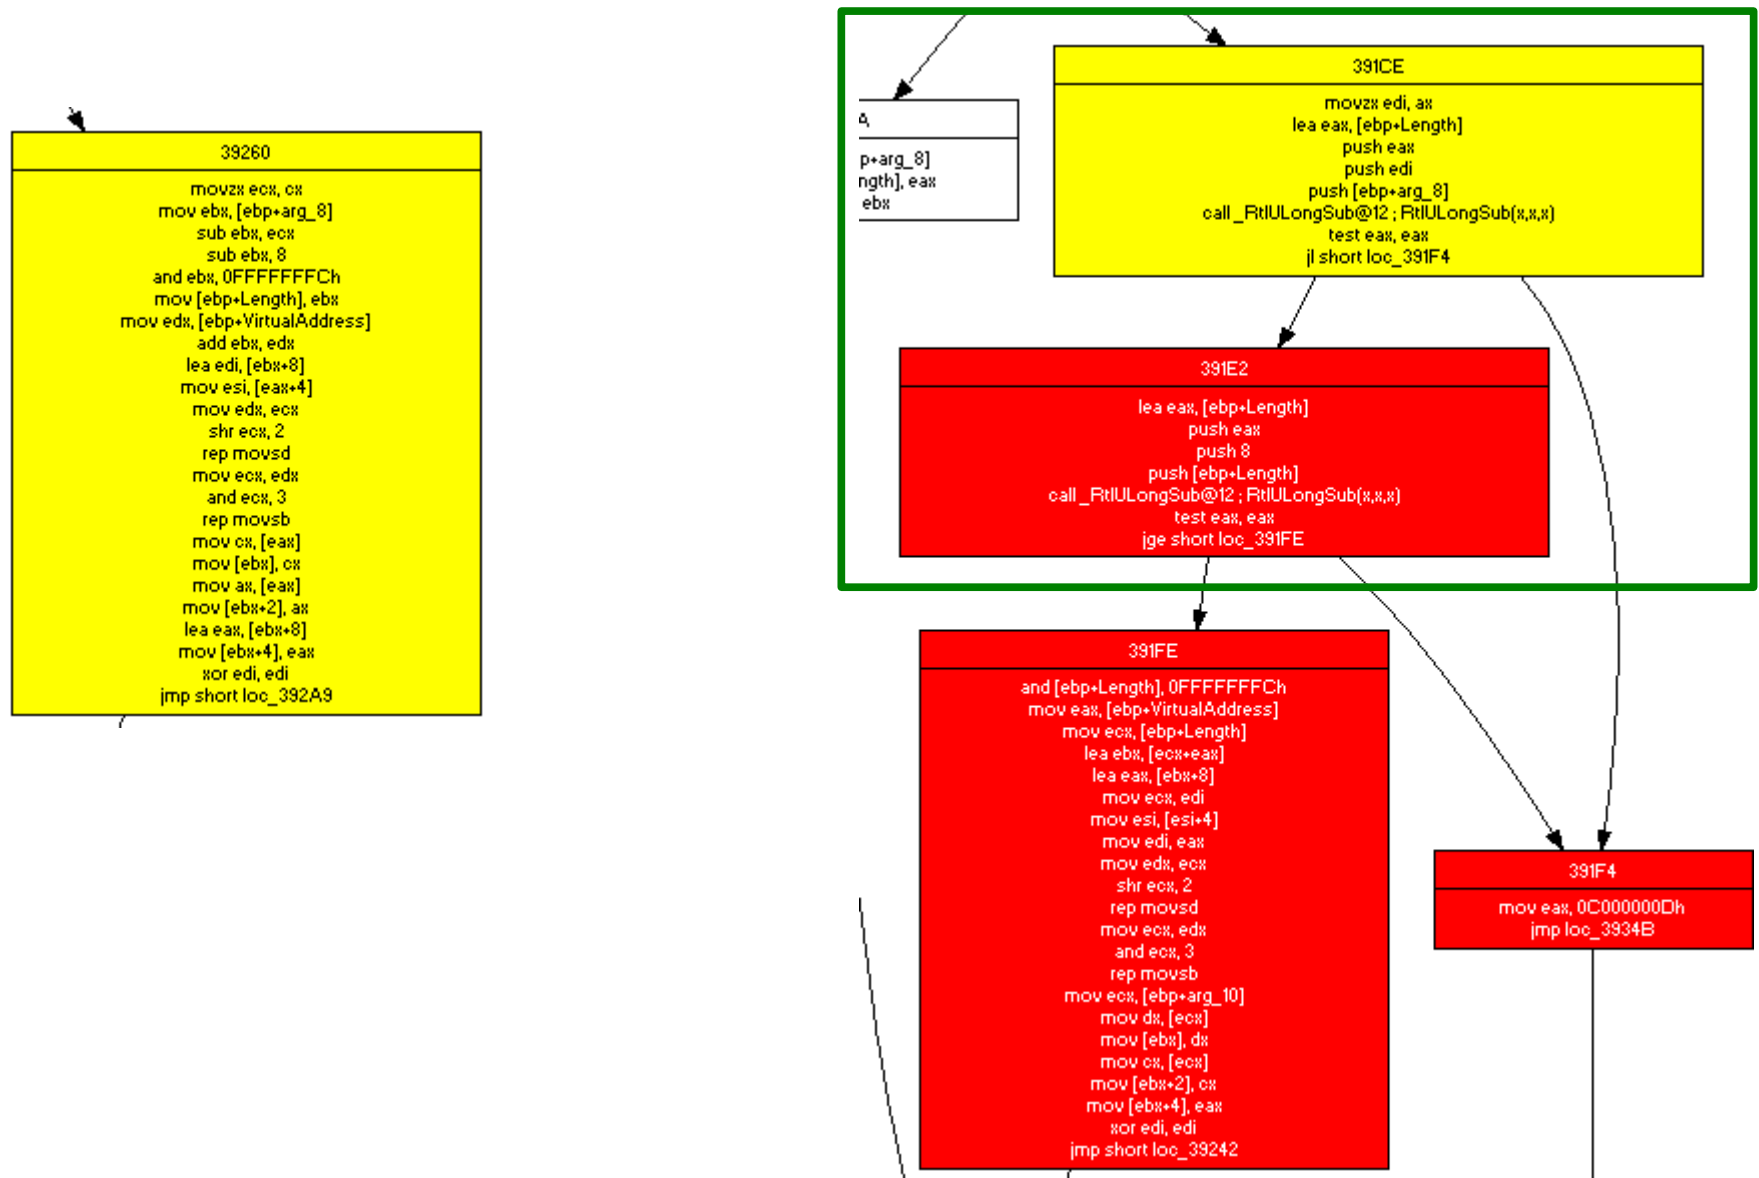 39260
movzx ecx, cx
mov ebx, [ebp+arg_8]
sub ebx, ecx
sub ebx, 8
and ebx, 0FFFFFFFCh
mov [ebp+Length], ebx
mov edx, [ebp+VirtualAddress]
add ebx, edx
lea edi, [ebx+8]
mov esi, [eax+4]
mov edx, ecx
shr ecx, 2
rep movsd
mov ecx, edx
and ecx, 3
rep movsb
mov cx, [eax]
mov [ebx], cx
mov ax, [eax]
mov [ebx+2], ax
lea eax, [ebx+8]
mov [ebx+4], eax
xor edi, edi
jmp short loc_392A9
A
p+arg_8]
ngth], eax
ebx
391CE
movzx edi, ax
lea eax, [ebp+Length]
push eax
push edi
push [ebp+arg_8]
call _RtlULongSub@12 ; RtlULongSub(x,x,x)
test eax, eax
jl short loc_391F4
391E2
lea eax, [ebp+Length]
push eax
push 8
push [ebp+Length]
call _RtlULongSub@12 ; RtlULongSub(x,x,x)
test eax, eax
jge short loc_391FE
391FE
and [ebp+Length], 0FFFFFFFCh
mov eax, [ebp+VirtualAddress]
mov ecx, [ebp+Length]
lea ebx, [ecx+eax]
lea eax, [ebx+8]
mov ecx, edi
mov esi, [esi+4]
mov edi, eax
mov edx, ecx
shr ecx, 2
rep movsd
mov ecx, edx
and ecx, 3
rep movsb
mov ecx, [ebp+arg_10]
mov dx, [ecx]
mov [ebx], dx
mov cx, [ecx]
mov [ebx+2], cx
mov [ebx+4], eax
xor edi, edi
jmp short loc_39242
391F4
mov eax, 0C000000Dh
jmp loc_3934B